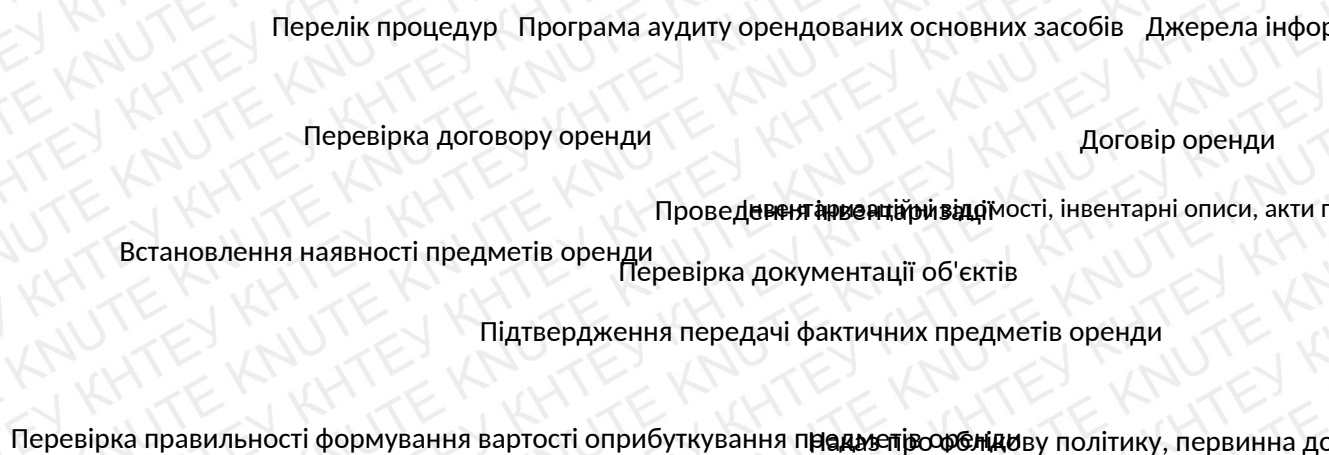 Перелік процедур Програма аудиту орендованих основних засобів Джерела інфор
Перевірка договору оренди
Договір оренди
Проведення інвентаризації
Інвентаризаційні відомості, інвентарні описи, акти п
Встановлення наявності предметів оренди
Перевірка документації об'єктів
Підтвердження передачі фактичних предметів оренди
Перевірка правильності формування вартості оприбуткування предметів оренди
Наказ про облікову політику, первинна до